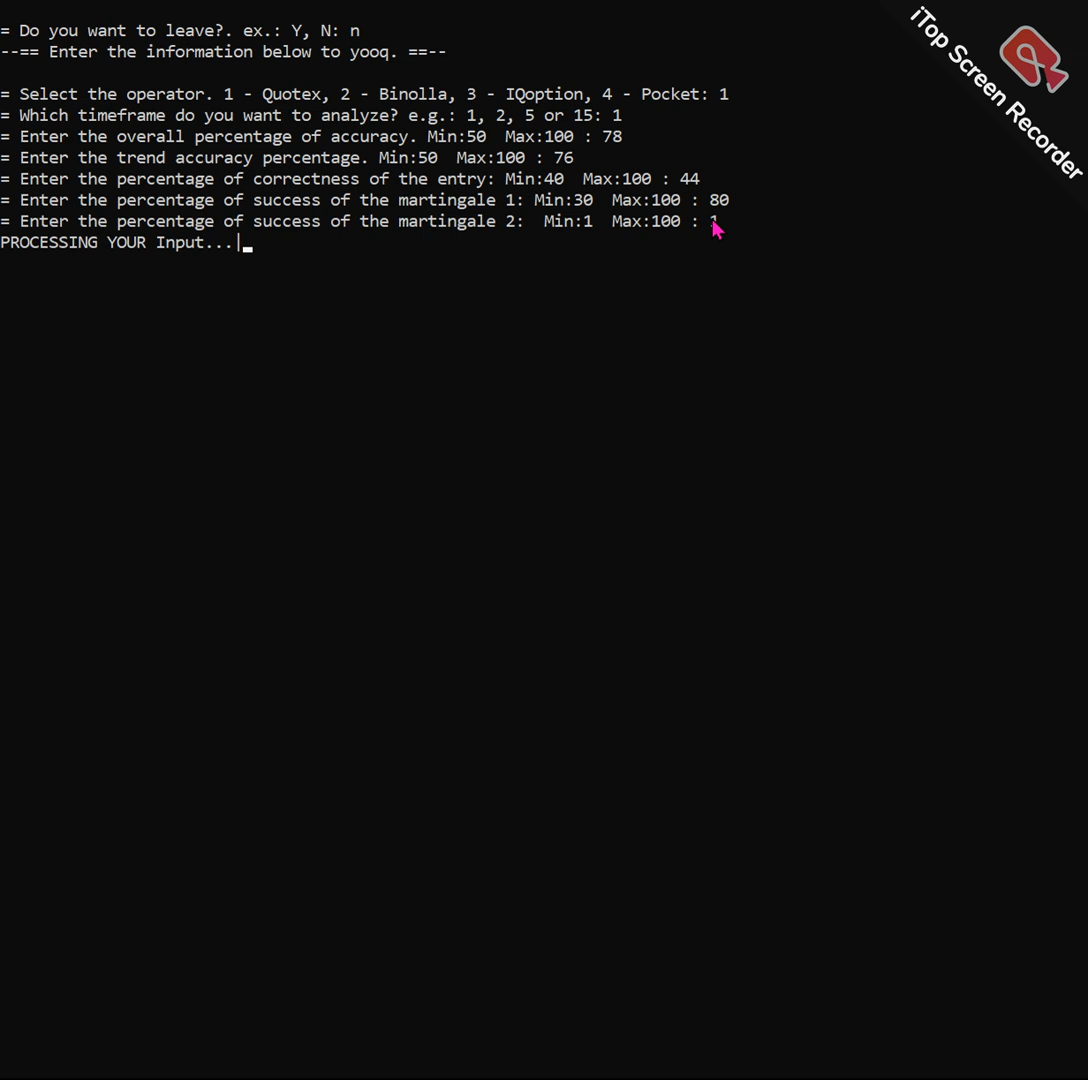 = Do you want to leave?. ex.: Y, N: n
--== Enter the information below to yooq. ==--
= Select the operator. 1 - Quotex, 2 - Binolla, 3 - IQoption, 4 - Pocket: 1
= Which timeframe do you want to analyze? e.g.: 1, 2, 5 or 15: 1
= Enter the overall percentage of accuracy. Min:50  Max:100 : 78
= Enter the trend accuracy percentage. Min:50  Max:100 : 76
= Enter the percentage of correctness of the entry: Min:40  Max:100 : 44
= Enter the percentage of success of the martingale 1: Min:30  Max:100 : 80
= Enter the percentage of success of the martingale 2:  Min:1  Max:100 : 1
PROCESSING YOUR Input...|
iTop Screen Recorder